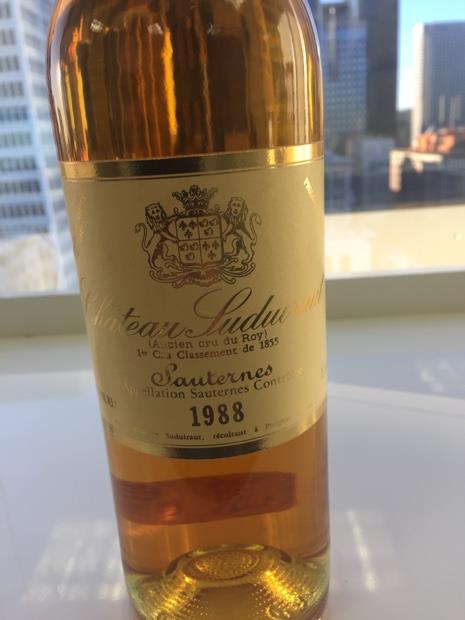 Château Suduiraut
(Ancien cru du Roy)
1er Cru Classement de 1855
Sauternes
Appellation Sauternes Contrôlée
1988
Suduiraut, récoltant à